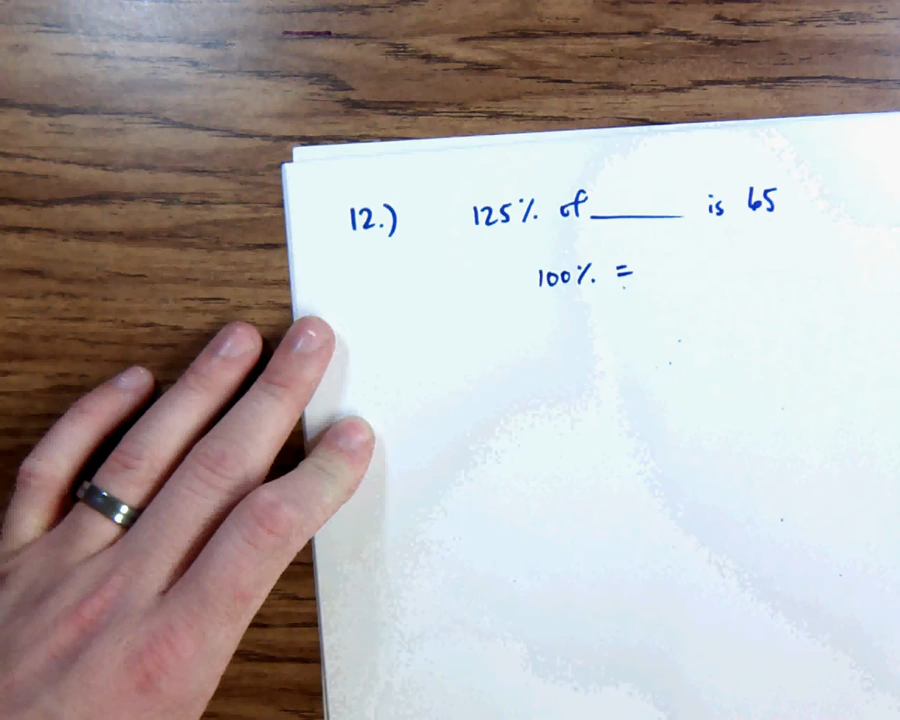 12.) 125% of ______ is 65
100% =